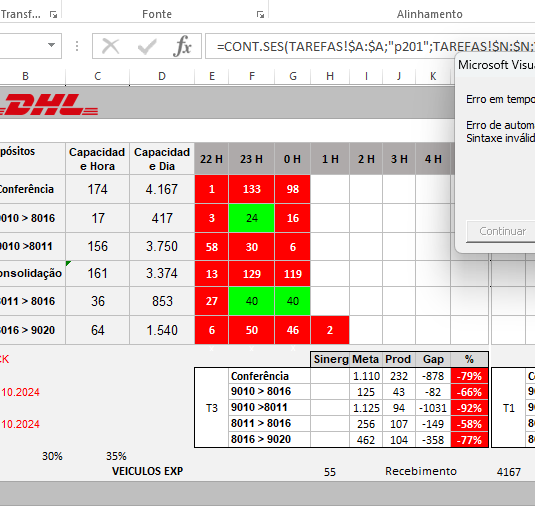 Transf... Fonte Alinhamento
fx =CONT.SES(TAREFAS!$A:$A;"p201";TAREFAS!$N:$N;
Microsoft Visua
B C D E F G H I J K
Erro em tempo
Erro de autom
Sintaxe inválid
Continuar
DHL
pósitos Capacidad e Hora Capacidad e Dia 22 H 23 H 0 H 1 H 2 H 3 H 4 H
Conferência 174 4.167 1 133 98
9010 > 8016 17 417 3 24 16
9010 >8011 156 3.750 58 30 6
onsolidação 161 3.374 13 129 119
8011 > 8016 36 853 27 40 40
8016 > 9020 64 1.540 6 50 46 2
CK Sinerg Meta Prod Gap %
Conferência 1.110 232 -878 -79%
10.2024 9010 > 8016 125 43 -82 -66%
T3 9010 >8011 1.125 94 -1031 -92% T1
10.2024 8011 > 8016 256 107 -149 -58%
8016 > 9020 462 104 -358 -77%
30% 35%
VEICULOS EXP 55 Recebimento 4167